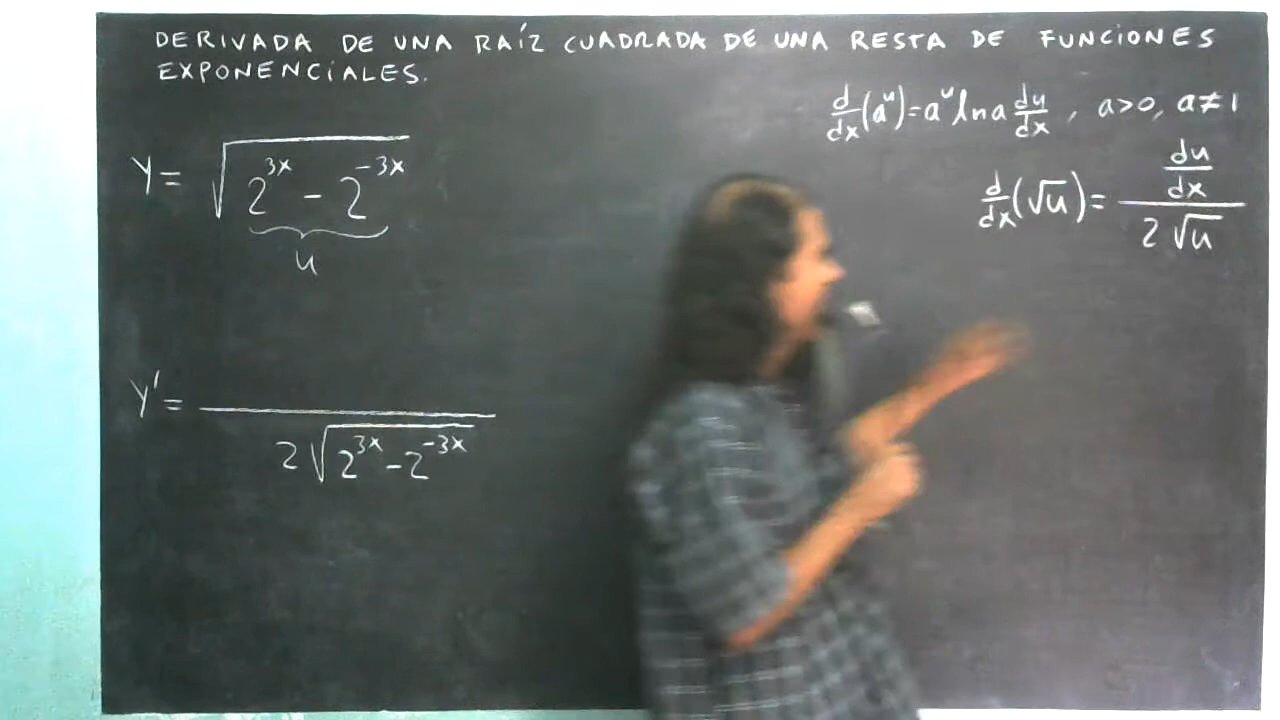 DERIVADA DE UNA RAÍZ CUADRADA DE UNA RESTA DE FUNCIONES
EXPONENCIALES.
d/dx(a^u)=a^u ln a du/dx , a>0, a≠1
y= √(2^{3x} - 2^{-3x})
u
d/dx(√u)= (du/dx)/(2√u)
y'= ———
2√(2^{3x} - 2^{-3x})